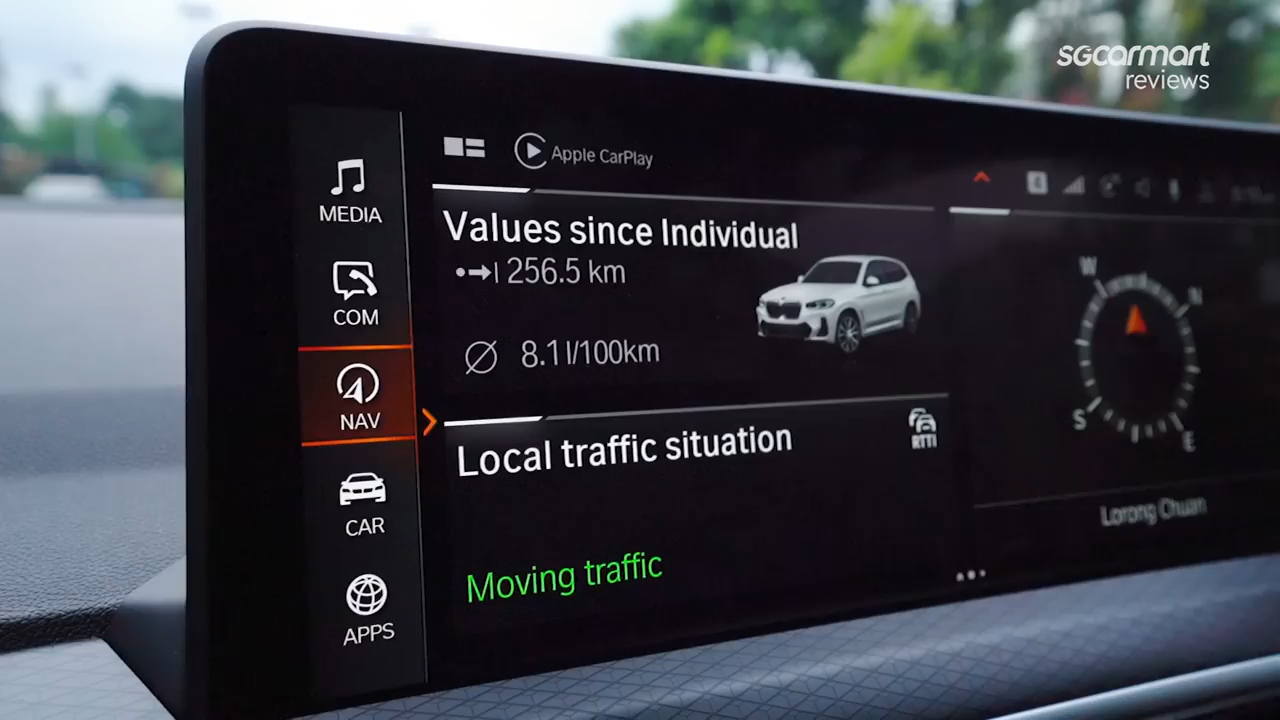 sgcarmart
reviews
Apple CarPlay
MEDIA
Values since Individual
256.5 km
COM
8.1 l/100km
NAV
Local traffic situation
RTTI
CAR
Moving traffic
APPS
W
N
S
E
Lorong Chuan